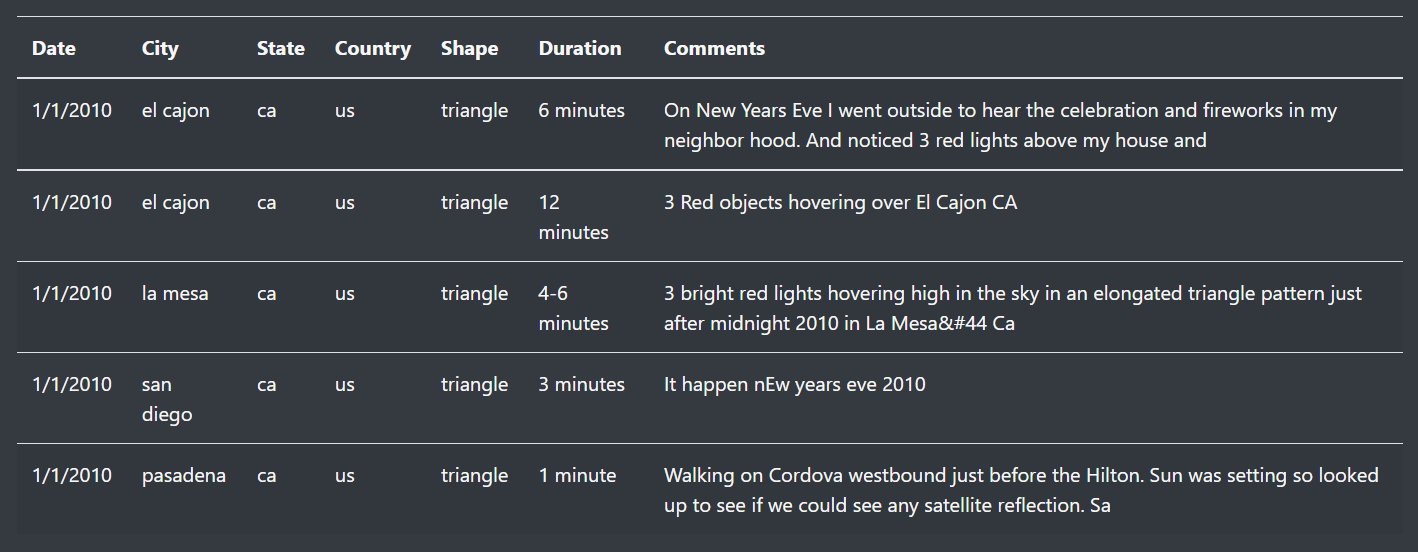 Date City State Country Shape Duration Comments
1/1/2010 el cajon ca us triangle 6 minutes On New Years Eve I went outside to hear the celebration and fireworks in my
neighbor hood. And noticed 3 red lights above my house and
1/1/2010 el cajon ca us triangle 12 3 Red objects hovering over El Cajon CA
minutes
1/1/2010 la mesa ca us triangle 4-6 3 bright red lights hovering high in the sky in an elongated triangle pattern just
minutes after midnight 2010 in La Mesa&#44 Ca
1/1/2010 san ca us triangle 3 minutes It happen nEw years eve 2010
diego
1/1/2010 pasadena ca us triangle 1 minute Walking on Cordova westbound just before the Hilton. Sun was setting so looked
up to see if we could see any satellite reflection. Sa